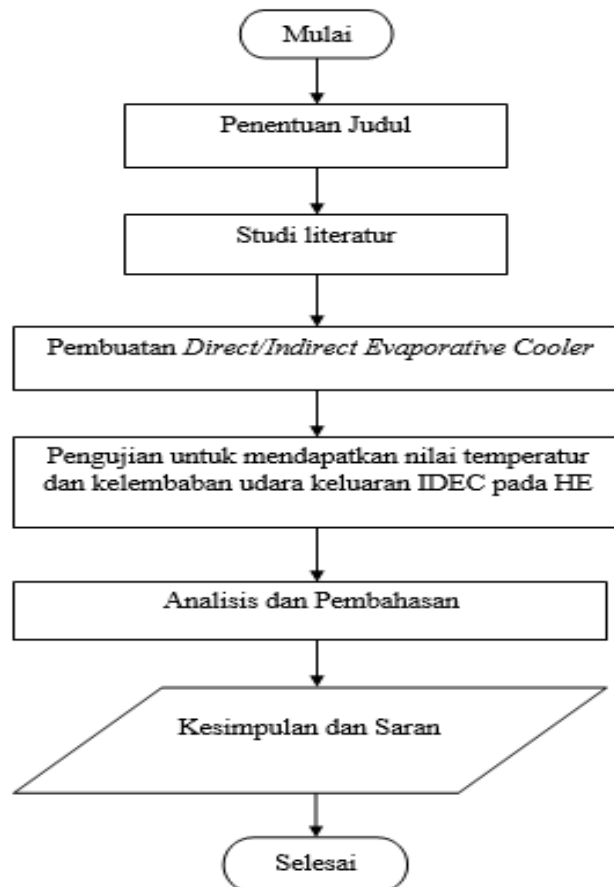 Mulai
Penentuan Judul
Studi literatur
Pembuatan Direct/Indirect Evaporative Cooler
Pengujian untuk mendapatkan nilai temperatur
dan kelembaban udara keluaran IDEC pada HE
Analisis dan Pembahasan
Kesimpulan dan Saran
Selesai